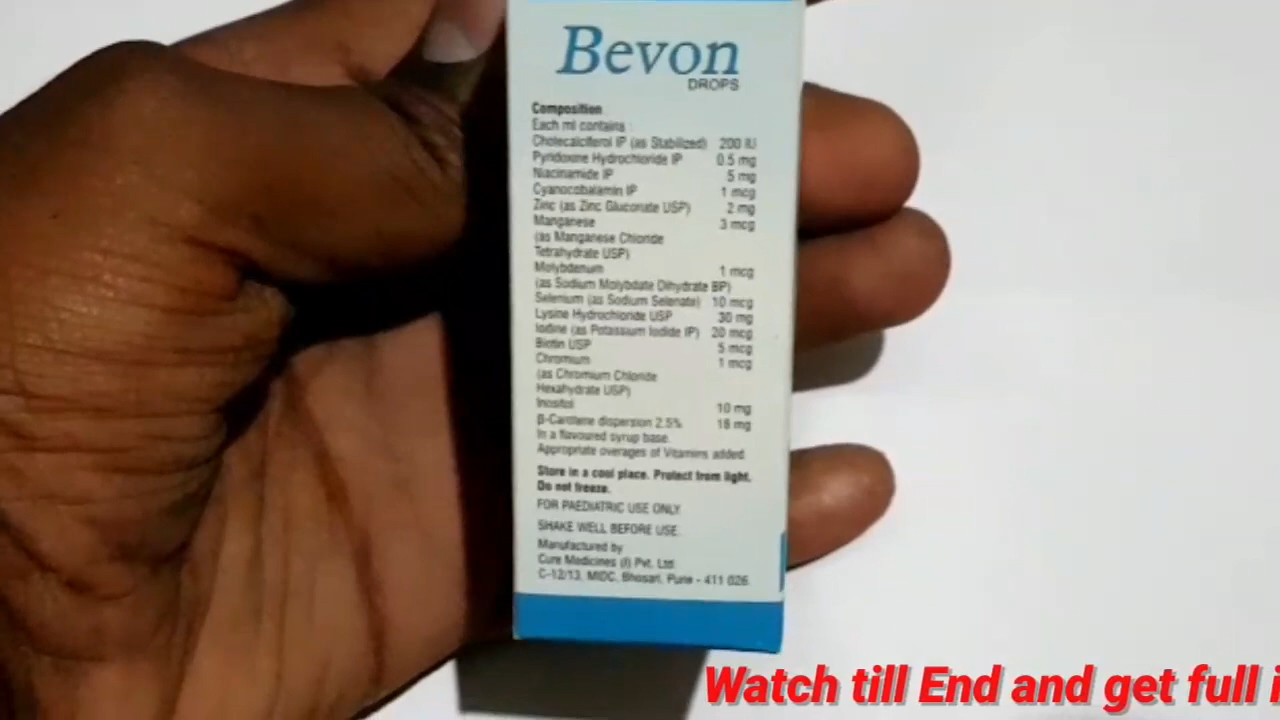 Bevon
DROPS
Composition
Each ml contains :
Cholecalciferol IP (as Stabilized) 200 IU
Pyridoxine Hydrochloride IP 0.5 mg
Niacinamide IP 5 mg
Cyanocobalamin IP 1 mcg
Zinc (as Zinc Gluconate USP) 2 mg
Manganese 3 mcg
(as Manganese Chloride
Tetrahydrate USP)
Molybdenum 1 mcg
(as Sodium Molybdate Dihydrate BP)
Selenium (as Sodium Selenate) 10 mcg
Lysine Hydrochloride USP 30 mg
Iodine (as Potassium Iodide IP) 20 mcg
Biotin USP 5 mcg
Chromium 1 mcg
(as Chromium Chloride
Hexahydrate USP)
Inositol 10 mg
β-Carotene dispersion 2.5% 18 mg
In a flavoured syrup base.
Appropriate overages of Vitamins added.
Store in a cool place. Protect from light.
Do not freeze.
FOR PAEDIATRIC USE ONLY.
SHAKE WELL BEFORE USE.
Manufactured by
Cure Medicines (I) Pvt. Ltd.
C-12/13, MIDC, Bhosari, Pune - 411 026.
Watch till End and get full i